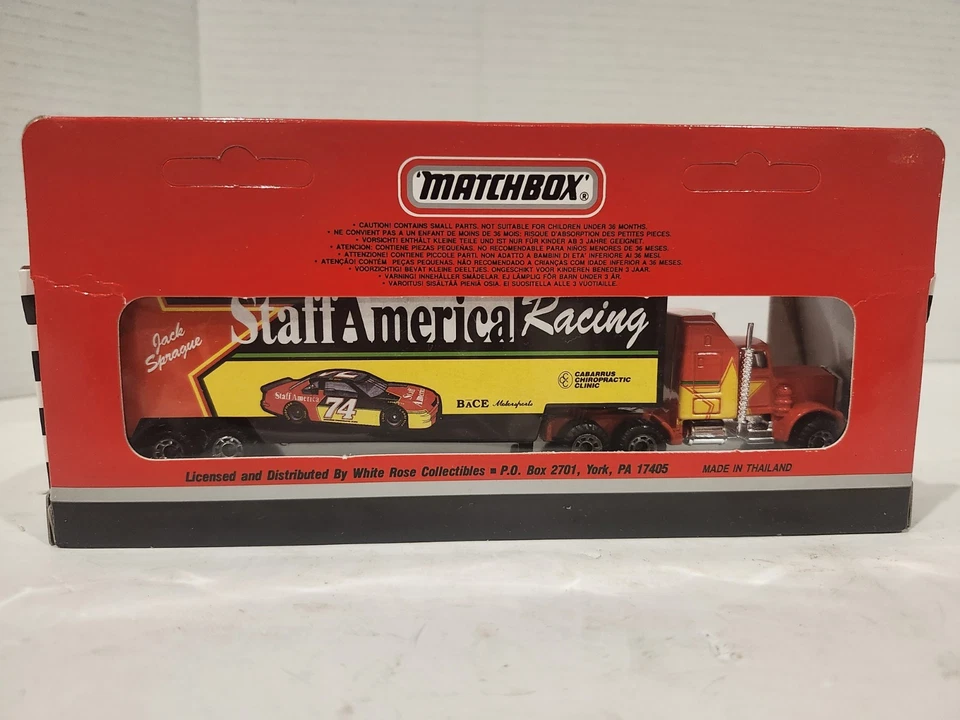 'MATCHBOX'®
• CAUTION! CONTAINS SMALL PARTS. NOT SUITABLE FOR CHILDREN UNDER 36 MONTHS.
• NE CONVIENT PAS A UN ENFANT DE MOINS DE 36 MOIS: RISQUE D'ABSORPTION DES PETITES PIECES.
• VORSICHT! ENTHÄLT KLEINE TEILE UND IST NUR FÜR KINDER AB 3 JAHRE GEEIGNET.
• ATENCION: CONTIENE PIEZAS PEQUEÑAS. NO RECOMENDABLE PARA NIÑOS MENORES DE 36 MESES.
• ATTENZIONE! CONTIENE PICCOLE PARTI. NON ADATTO A BAMBINI DI ETA' INFERIORE AI 36 MESI.
• ATENÇÃO! CONTÉM PEÇAS PEQUENAS. NÃO RECOMENDADO A CRIANÇAS COM IDADE INFERIOR A 36 MESES.
• VOORZICHTIG! BEVAT KLEINE DEELTJES. ONGESCHIKT VOOR KINDEREN BENEDEN 3 JAAR.
• VARNING! INNEHÅLLER SMÅDELAR. EJ LÄMPLIG FÖR BARN UNDER 3 ÅR.
• VAROITUS! SISÄLTÄÄ PIENIÄ OSIA. EI SUOSITELLA ALLE 3 VUOTIAILLE.
StaffAmerica Racing
Jack
Sprague
Staff America
74
BACE Motorsports
CABARRUS
CHIROPRACTIC
CLINIC
Licensed and Distributed By White Rose Collectibles ■ P.O. Box 2701, York, PA 17405
MADE IN THAILAND